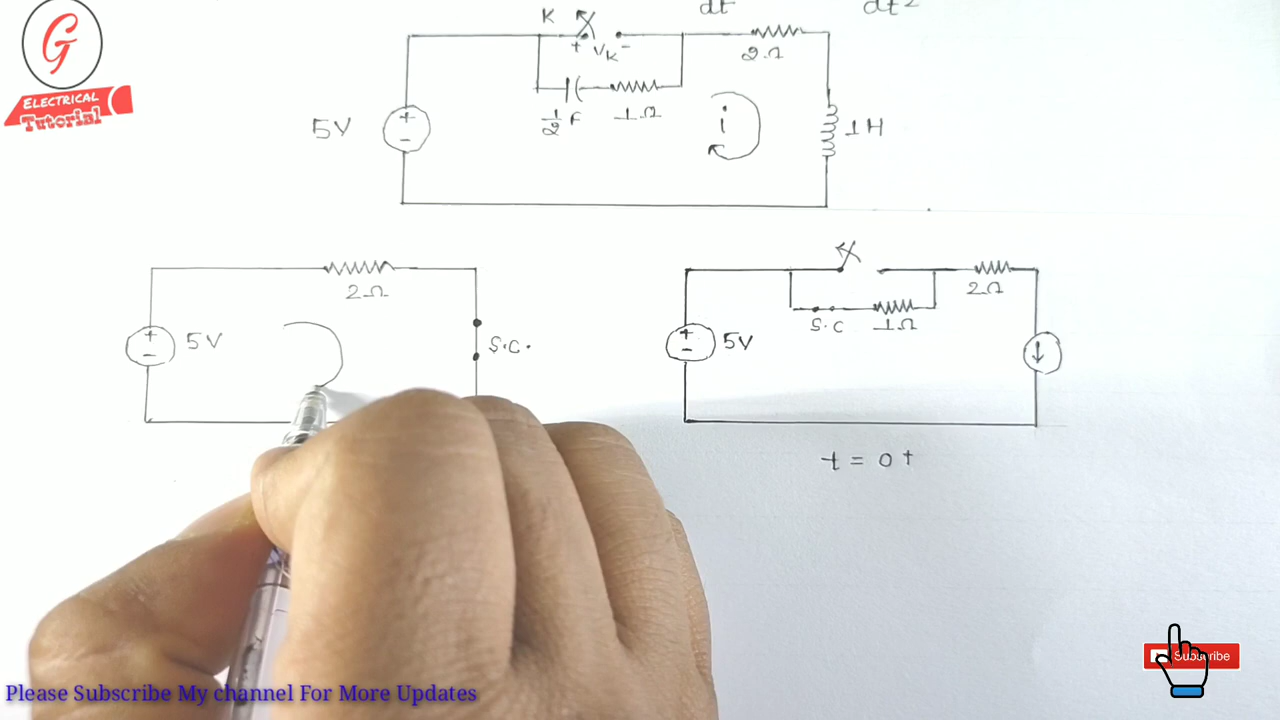 G
ELECTRICAL
Tutorial
dt
dt²
K
+ VK -
2Ω
1/2 F
1Ω
5V
+
-
i
1H
2Ω
+
-
5V
S.C.
2Ω
S.C
1Ω
+
-
5V
t = 0+
Subscribe
Please Subscribe My channel For More Updates